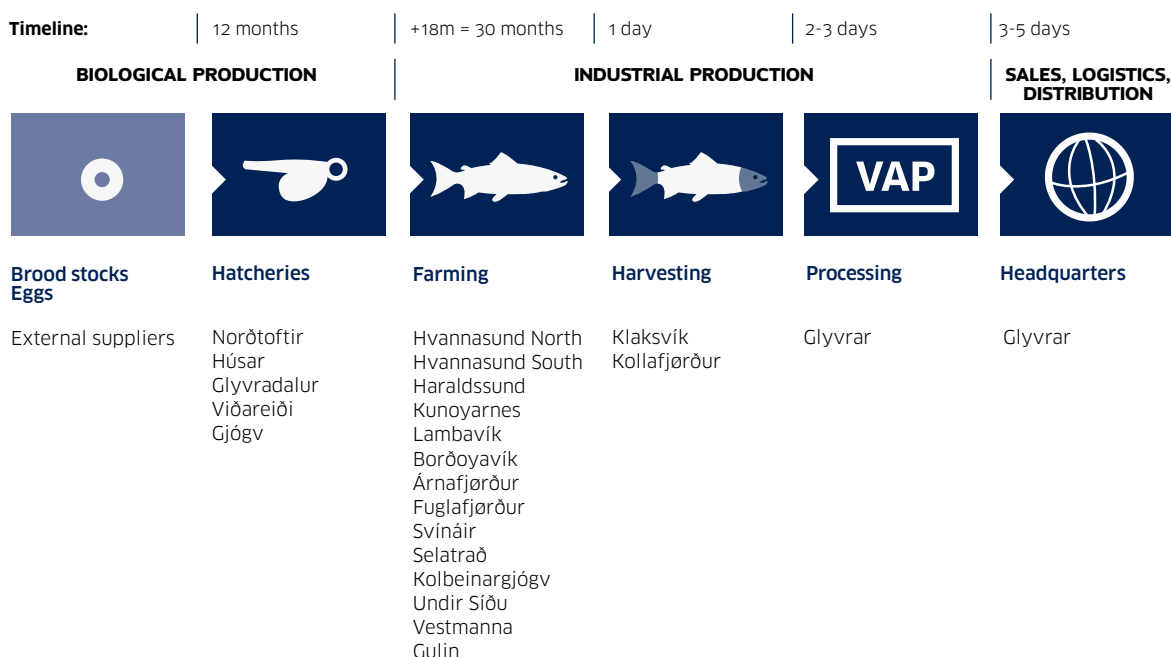 Timeline:
12 months
+18m = 30 months
1 day
2-3 days
3-5 days
BIOLOGICAL PRODUCTION
INDUSTRIAL PRODUCTION
SALES, LOGISTICS,
DISTRIBUTION
VAP
Brood stocks
Eggs
External suppliers
Hatcheries
Norðtoftir
Húsar
Glyvradalur
Viðareiði
Gjógv
Farming
Hvannasund North
Hvannasund South
Haraldssund
Kunoyarnes
Lambavík
Borðoyavík
Árnafjørður
Fuglafjørður
Svínáir
Selatrað
Kolbeinargjógv
Undir Síðu
Vestmanna
Gulin
Harvesting
Klaksvík
Kollafjørður
Processing
Glyvrar
Headquarters
Glyvrar